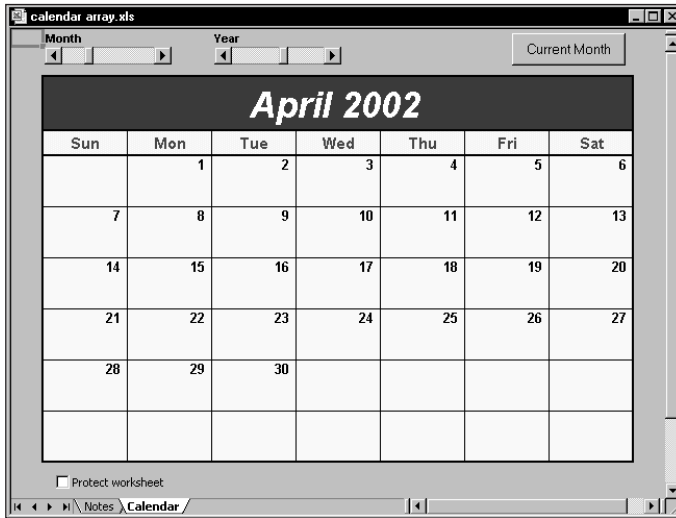 calendar array.xls
Month Year
Current Month
April 2002
Sun Mon Tue Wed Thu Fri Sat
1 2 3 4 5 6
7 8 9 10 11 12 13
14 15 16 17 18 19 20
21 22 23 24 25 26 27
28 29 30
Protect worksheet
Notes Calendar